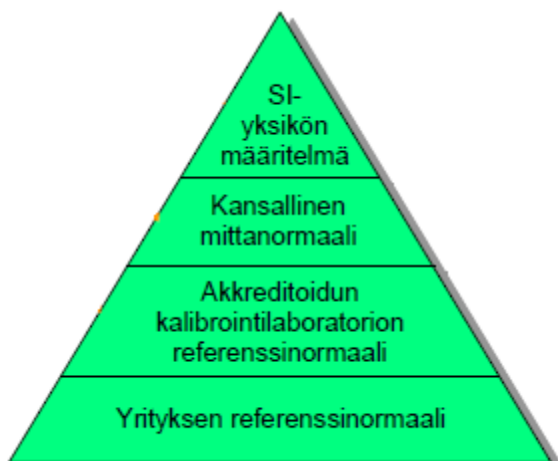 SI-
yksikön
määritelmä
Kansallinen
mittanormaali
Akkreditoidun
kalibrointilaboratorion
referenssinormaali
Yrityksen referenssinormaali